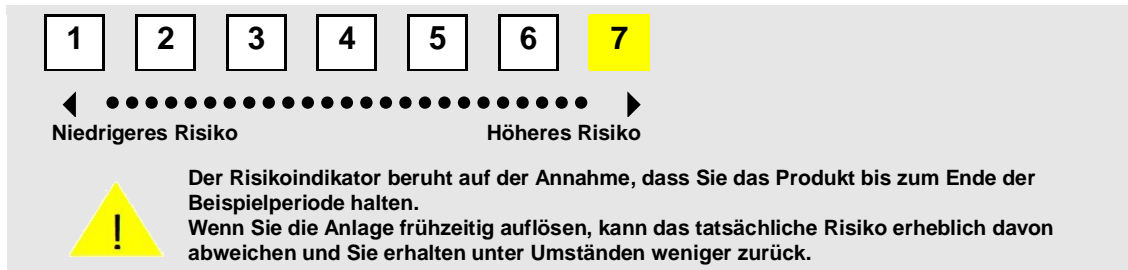 1 2 3 4 5 6 7
Niedrigeres Risiko Höheres Risiko
! Der Risikoindikator beruht auf der Annahme, dass Sie das Produkt bis zum Ende der
Beispielperiode halten.
Wenn Sie die Anlage frühzeitig auflösen, kann das tatsächliche Risiko erheblich davon
abweichen und Sie erhalten unter Umständen weniger zurück.